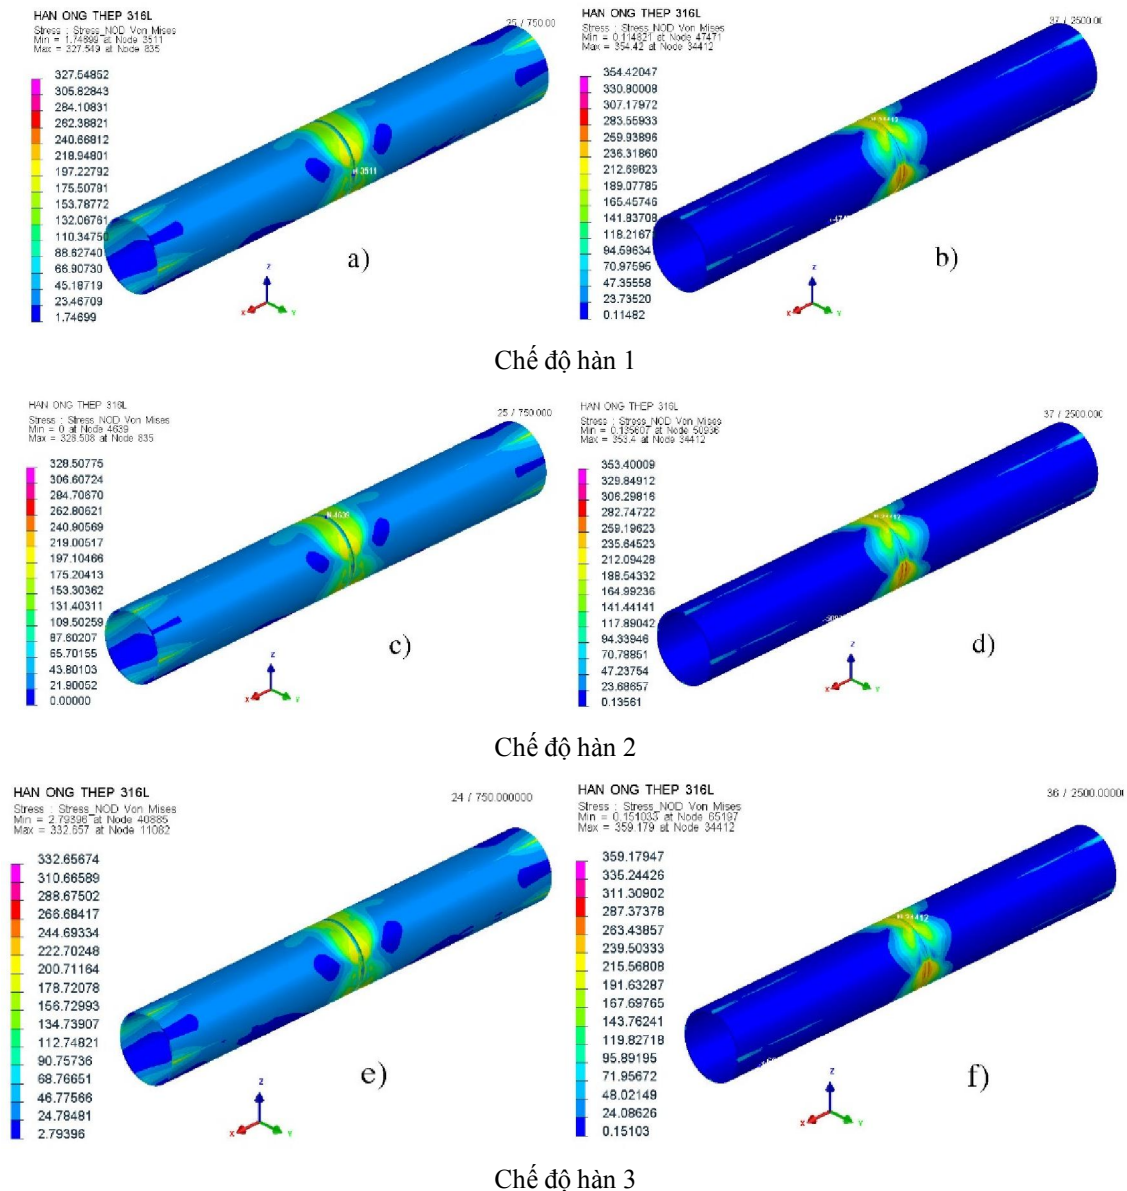 HAN ONG THEP 316L
Stress : Stress_NOD Von Mises
Min = 1.74699 at Node 3511
Max = 327.549 at Node 835
25 / 750.00
327.54852
305.82843
284.10831
262.38821
240.66812
218.94801
197.22792
175.50781
153.78772
132.06761
110.34750
88.62740
66.90730
45.18719
23.46709
1.74699
N 3511
a)
Z
X
Y
HAN ONG THEP 316L
Stress : Stress_NOD Von Mises
Min = 0.114821 at Node 47471
Max = 354.42 at Node 34412
37 / 2500.00
354.42047
330.80008
307.17972
283.55933
259.93896
236.31860
212.69823
189.07785
165.45746
141.83708
118.21671
94.59634
70.97595
47.35558
23.73520
0.11482
b)
Z
X
Y
Chế độ hàn 1
HAN ONG THEP 316L
Stress : Stress_NOD Von Mises
Min = 0 at Node 4639
Max = 328.508 at Node 835
25 / 750.000
328.50775
306.60724
284.70670
262.80621
240.90569
219.00517
197.10466
175.20413
153.30362
131.40311
109.50259
87.60207
65.70155
43.80103
21.90052
0.00000
N 4639
c)
Z
X
Y
HAN ONG THEP 316L
Stress : Stress_NOD Von Mises
Min = 0.135607 at Node 50936
Max = 353.4 at Node 34412
37 / 2500.000
353.40009
329.84912
306.29816
282.74722
259.19623
235.64523
212.09428
188.54332
164.99236
141.44141
117.89042
94.33946
70.78851
47.23754
23.68657
0.13561
d)
Z
X
Y
Chế độ hàn 2
HAN ONG THEP 316L
Stress : Stress_NOD Von Mises
Min = 2.79396 at Node 40885
Max = 332.657 at Node 11082
24 / 750.000000
332.65674
310.66589
288.67502
266.68417
244.69334
222.70248
200.71164
178.72078
156.72993
134.73907
112.74821
90.75736
68.76651
46.77566
24.78481
2.79396
e)
Z
X
Y
HAN ONG THEP 316L
Stress : Stress_NOD Von Mises
Min = 0.151033 at Node 65197
Max = 359.179 at Node 34412
36 / 2500.0000
359.17947
335.24426
311.30902
287.37378
263.43857
239.50333
215.56808
191.63287
167.69765
143.76241
119.82718
95.89195
71.95672
48.02149
24.08626
0.15103
f)
Z
X
Y
Chế độ hàn 3